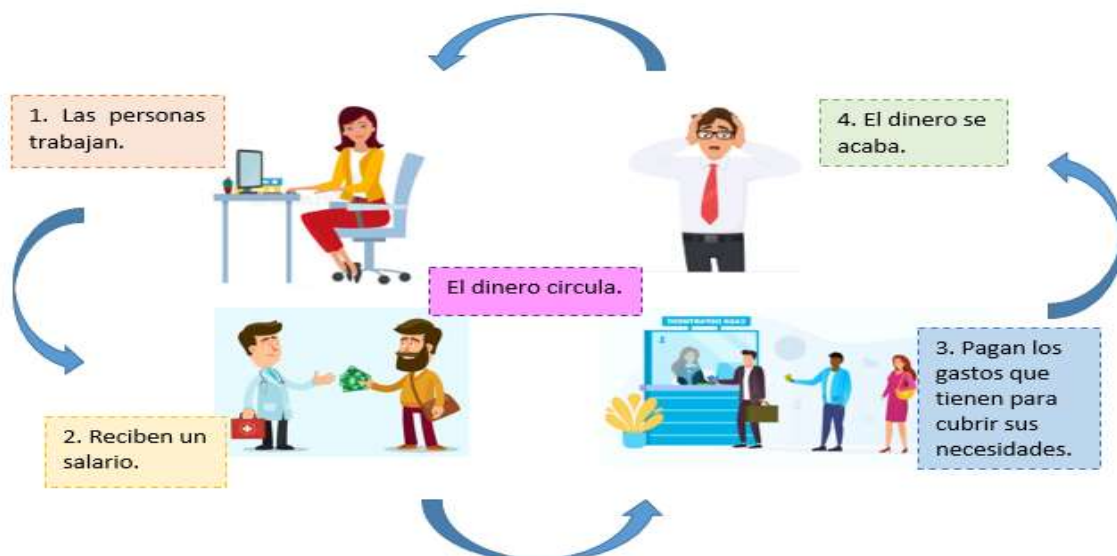 1. Las personas
trabajan.
4. El dinero se
acaba.
El dinero circula.
3. Pagan los
gastos que
tienen para
cubrir sus
necesidades.
2. Reciben un
salario.